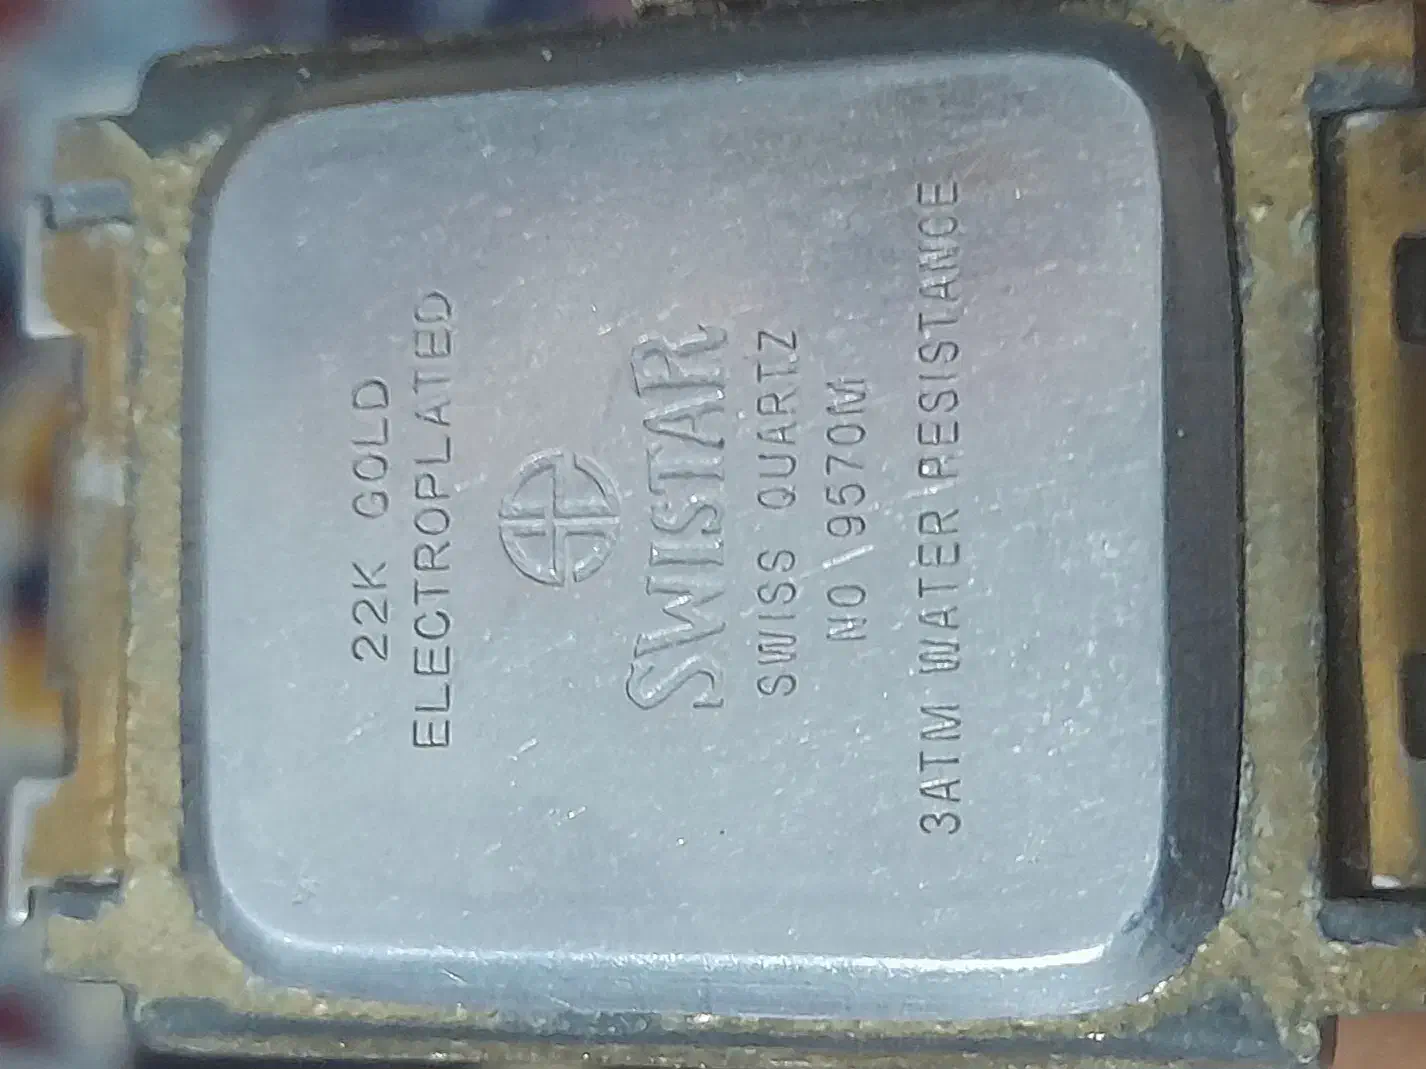 22K GOLD
ELECTROPLATED
SWISTAR
SWISS QUARTZ
NO 9570M
3ATM WATER RESISTANCE